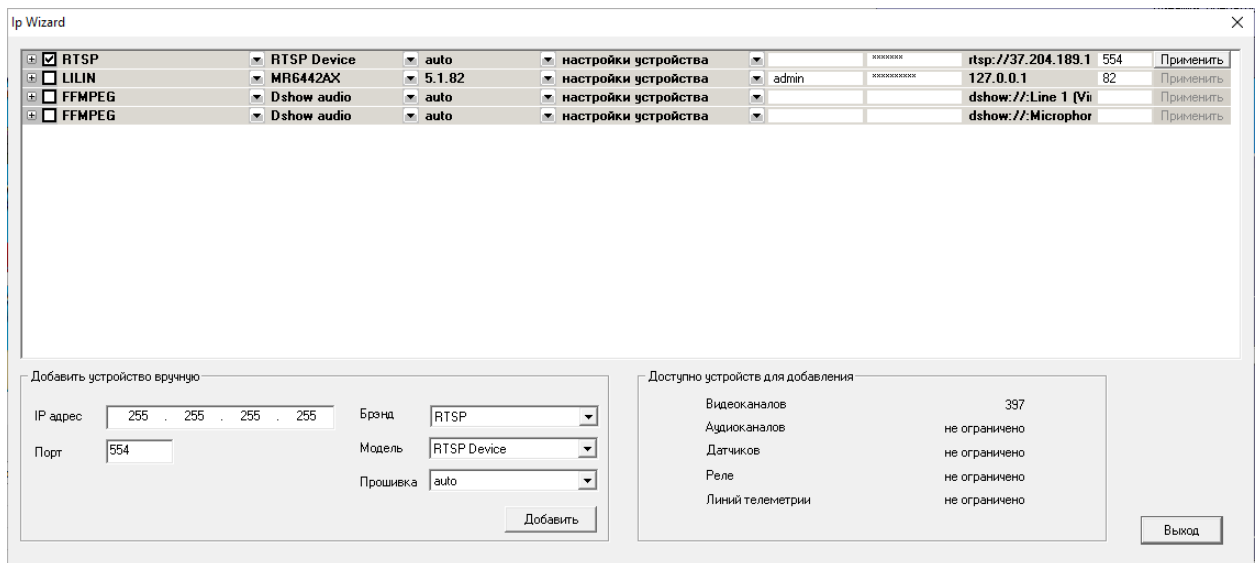 Ip Wizard
RTSP RTSP Device auto настройки устройства ******* rtsp://37.204.189.1 554 Применить
LILIN MR6442AX 5.1.82 настройки устройства admin ********** 127.0.0.1 82 Применить
FFMPEG Dshow audio auto настройки устройства dshow://:Line 1 (Vi Применить
FFMPEG Dshow audio auto настройки устройства dshow://:Microphor Применить
Добавить устройство вручную
IP адрес 255 . 255 . 255 . 255
Порт 554
Брэнд RTSP
Модель RTSP Device
Прошивка auto
Добавить
Доступно устройств для добавления
Видеоканалов 397
Аудиоканалов не ограничено
Датчиков не ограничено
Реле не ограничено
Линий телеметрии не ограничено
Выход